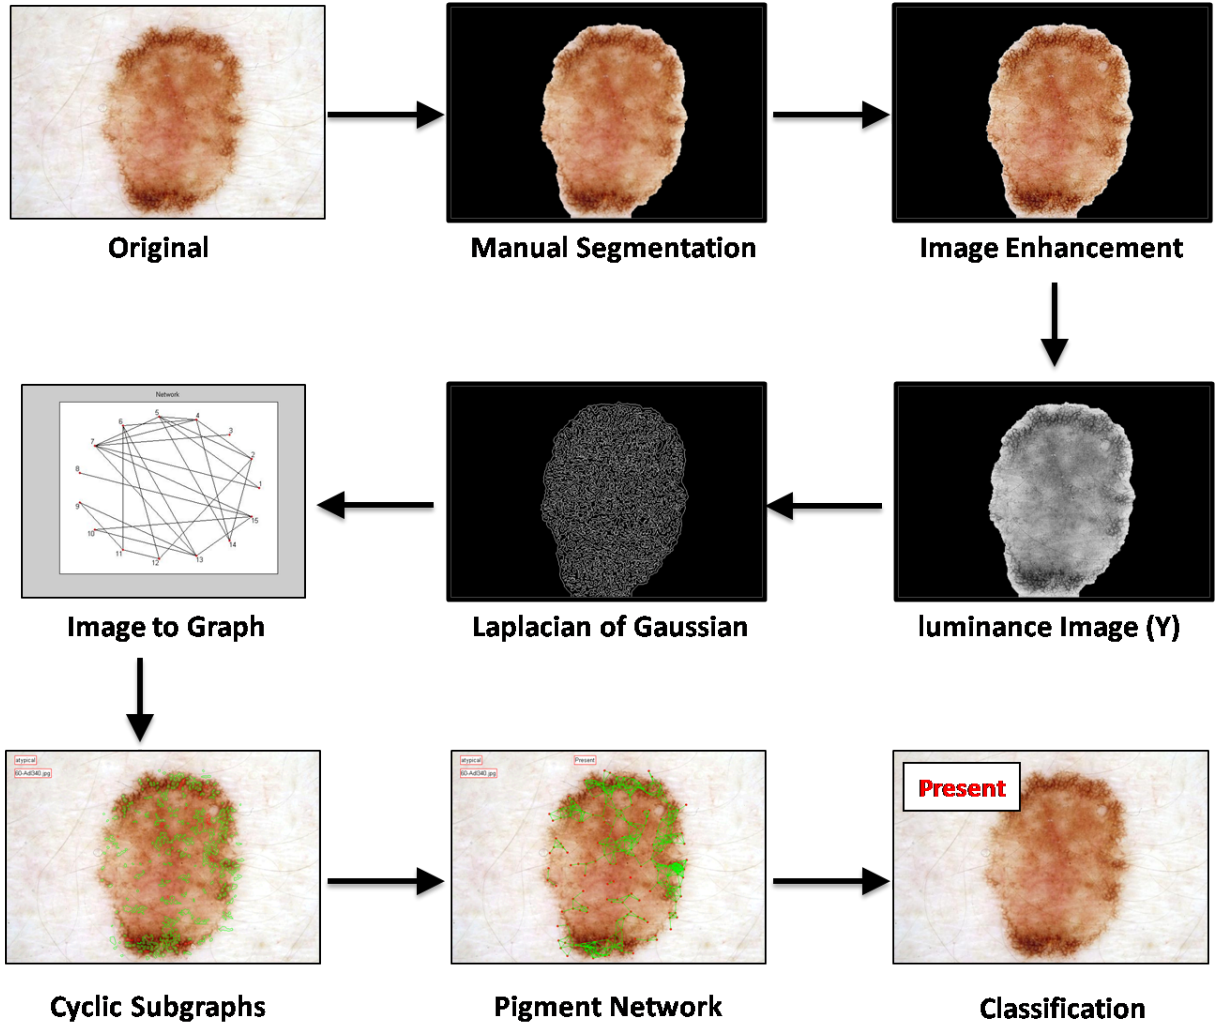 Original
Manual Segmentation
Image Enhancement
Network
5
4
6
3
7
2
8
1
9
15
10
14
11
13
12
Image to Graph
Laplacian of Gaussian
luminance Image (Y)
atypical
60-Adl340.jpg
atypical
Present
60-Adl340.jpg
Present
Cyclic Subgraphs
Pigment Network
Classification